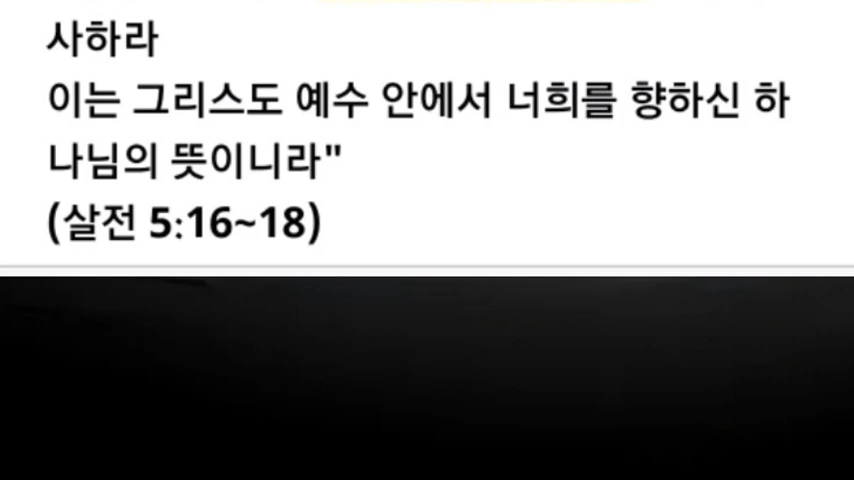 사하라
이는 그리스도 예수 안에서 너희를 향하신 하
나님의 뜻이니라"
(살전 5:16~18)